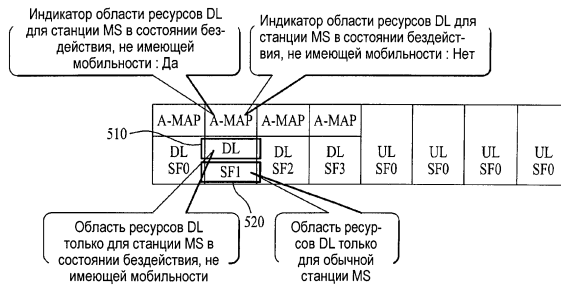 Индикатор области ресурсов DL
для станции MS в состоянии без-
действия, не имеющей
мобильности : Да
Индикатор области ресурсов DL для
станции MS в состоянии бездейст-
вия, не имеющей мобильности : Нет
510
A-MAP A-MAP A-MAP A-MAP
DL SF0
DL
SF1
DL SF2
DL SF3
UL SF0
UL SF0
UL SF0
UL SF0
520
Область ресурсов DL
только для станции MS в
состоянии бездействия, не
имеющей мобильности
Область ресур-
сов DL только
для обычной
станции MS